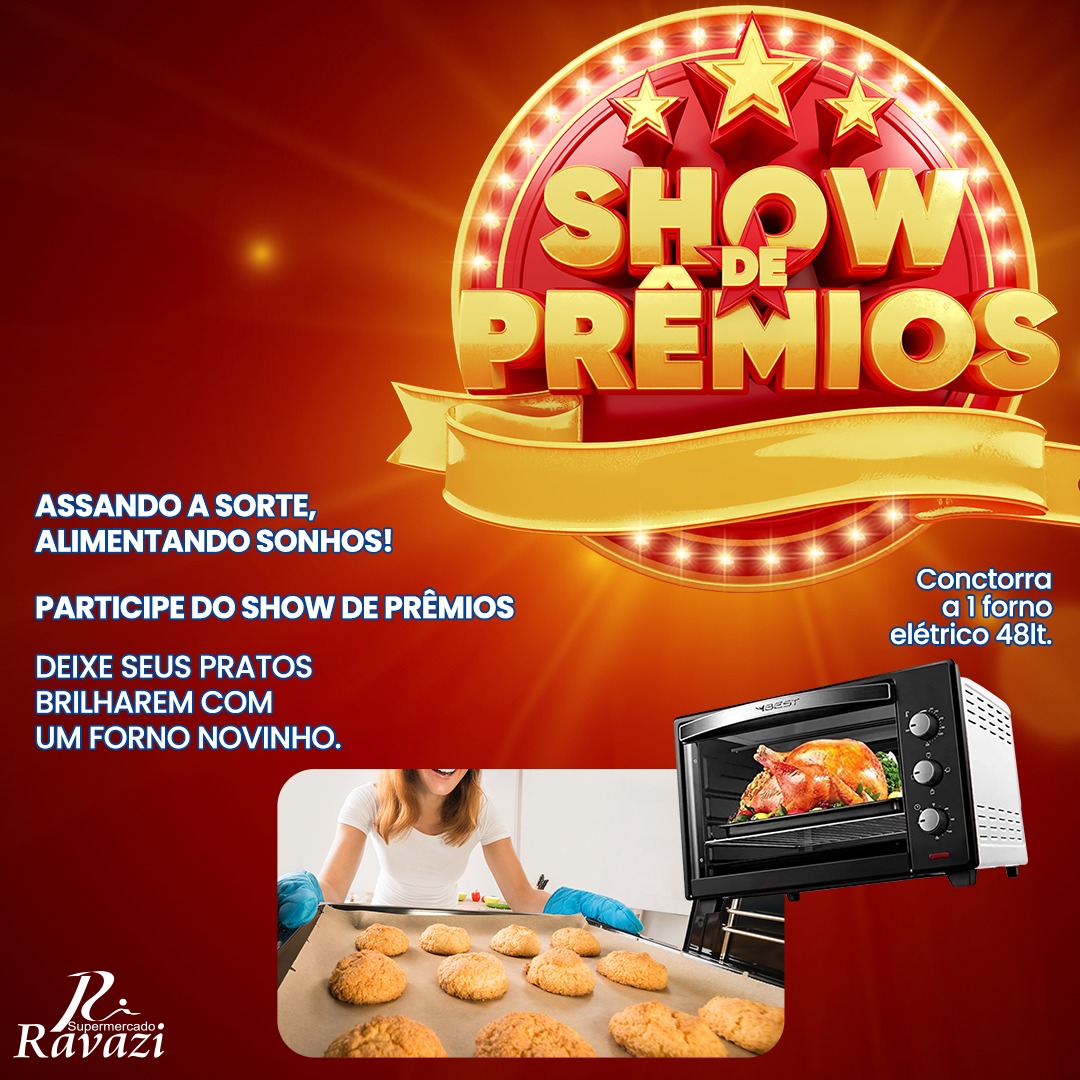 SHOW
DE
PRÊMIOS
ASSANDO A SORTE,
ALIMENTANDO SONHOS!
PARTICIPE DO SHOW DE PRÊMIOS
DEIXE SEUS PRATOS
BRILHAREM COM
UM FORNO NOVINHO.
Conctorra
a 1 forno
elétrico 48lt.
BEST
R
Supermercado
Ravazi